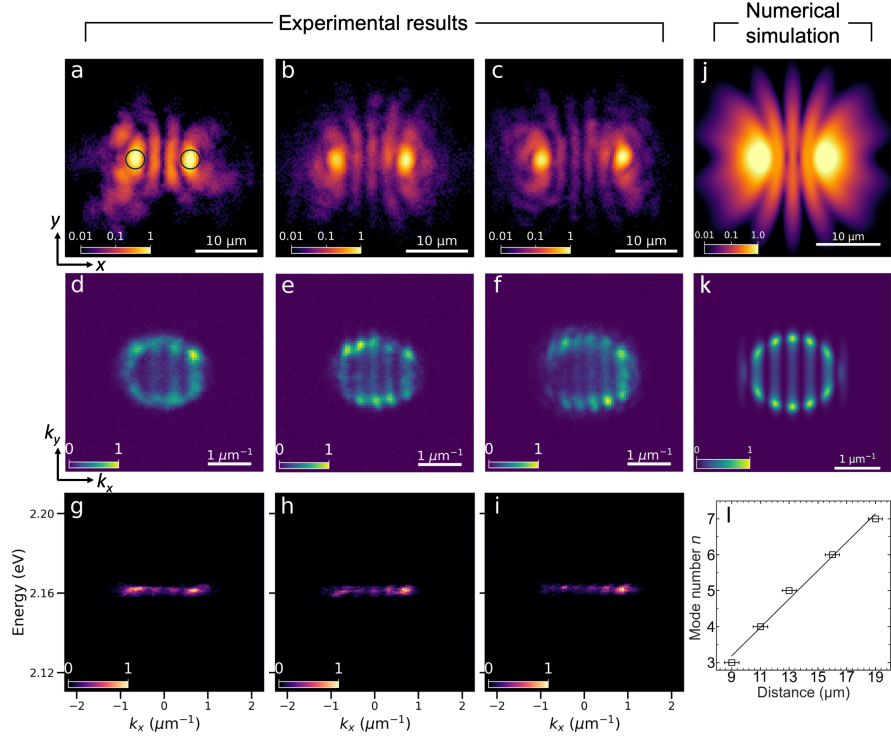 Experimental results
Numerical
simulation
a
b
c
j
y
x
0.01 0.1 1
10 μm
0.01 0.1 1
10 μm
0.01 0.1 1
10 μm
0.01 0.1 1.0
10 μm
d
e
f
k
k_y
k_x
0 1
1 μm⁻¹
0 1
1 μm⁻¹
0 1
1 μm⁻¹
0 1
1 μm⁻¹
g
h
i
l
Energy (eV)
2.20
2.16
2.12
0 1
0 1
0 1
−2 −1 0 1 2
−2 −1 0 1 2
−2 −1 0 1 2
k_x (μm⁻¹)
k_x (μm⁻¹)
k_x (μm⁻¹)
Mode number n
7
6
5
4
3
9 11 13 15 17 19
Distance (μm)